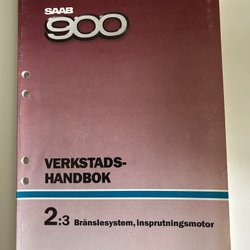 SAAB
900
VERKSTADS-
HANDBOK
2:3 Bränslesystem, insprutningsmotor